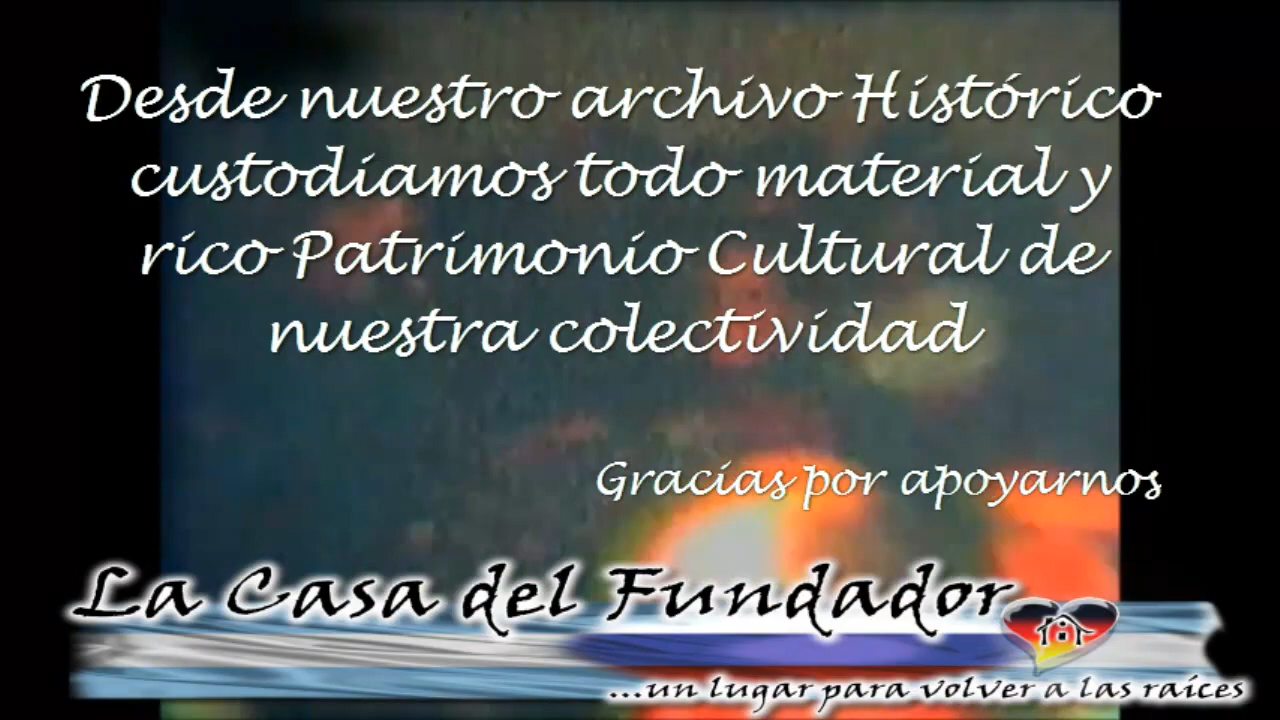 Desde nuestro archivo Histórico
custodiamos todo material y
rico Patrimonio Cultural de
nuestra colectividad
Gracias por apoyarnos
La Casa del Fundador
...un lugar para volver a las raíces